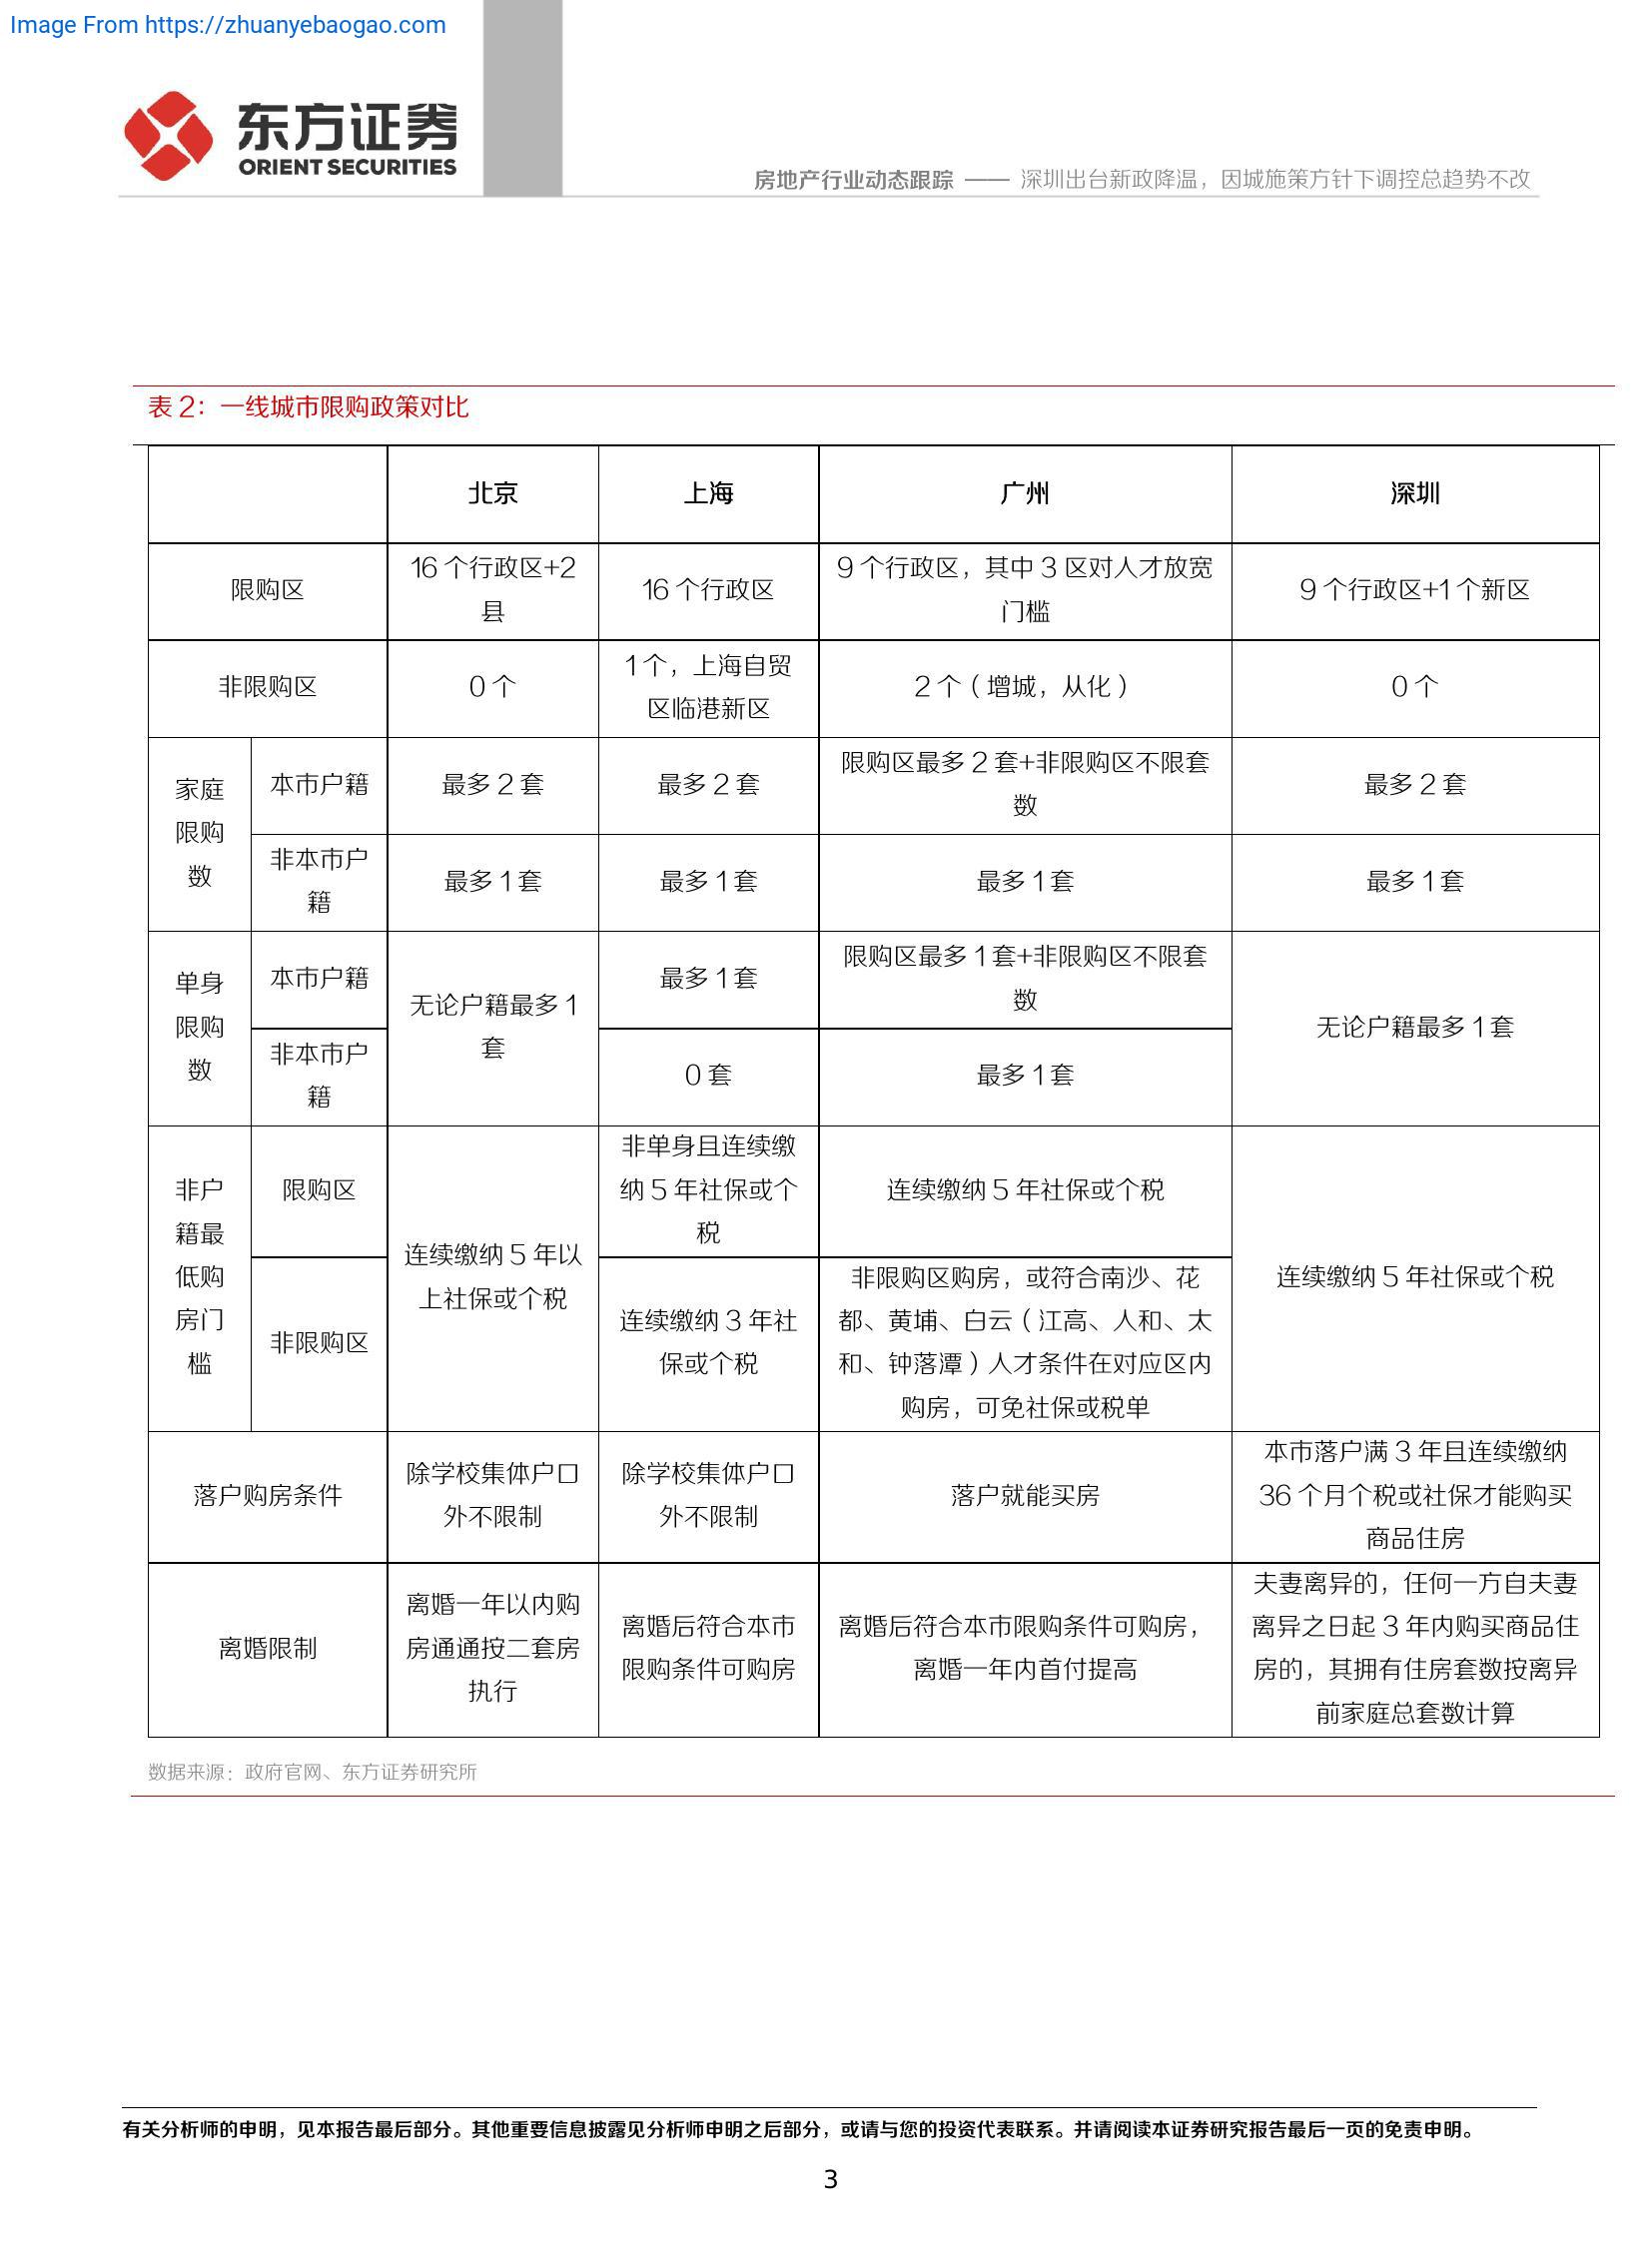 Image From https://zhuanyebaogao.com
东方证券
ORIENT SECURITIES
房地产行业动态跟踪 —— 深圳出台新政降温，因城施策方针下调控总趋势不改
表 2：一线城市限购政策对比
北京
上海
广州
深圳
限购区
16 个行政区+2
县
16 个行政区
9 个行政区，其中 3 区对人才放宽
门槛
9 个行政区+1 个新区
非限购区
0 个
1 个，上海自贸
区临港新区
2 个（增城，从化）
0 个
家庭
限购
数
本市户籍
最多 2 套
最多 2 套
限购区最多 2 套+非限购区不限套
数
最多 2 套
非本市户
籍
最多 1 套
最多 1 套
最多 1 套
最多 1 套
单身
限购
数
本市户籍
无论户籍最多 1
套
最多 1 套
限购区最多 1 套+非限购区不限套
数
无论户籍最多 1 套
非本市户
籍
0 套
最多 1 套
非户
籍最
低购
房门
槛
限购区
连续缴纳 5 年以
上社保或个税
非单身且连续缴
纳 5 年社保或个
税
连续缴纳 5 年社保或个税
连续缴纳 5 年社保或个税
非限购区
连续缴纳 3 年社
保或个税
非限购区购房，或符合南沙、花
都、黄埔、白云（江高、人和、太
和、钟落潭）人才条件在对应区内
购房，可免社保或税单
落户购房条件
除学校集体户口
外不限制
除学校集体户口
外不限制
落户就能买房
本市落户满 3 年且连续缴纳
36 个月个税或社保才能购买
商品住房
离婚限制
离婚一年以内购
房通通按二套房
执行
离婚后符合本市
限购条件可购房
离婚后符合本市限购条件可购房，
离婚一年内首付提高
夫妻离异的，任何一方自夫妻
离异之日起 3 年内购买商品住
房的，其拥有住房套数按离异
前家庭总套数计算
数据来源：政府官网、东方证券研究所
有关分析师的申明，见本报告最后部分。其他重要信息披露见分析师申明之后部分，或请与您的投资代表联系。并请阅读本证券研究报告最后一页的免责申明。
3